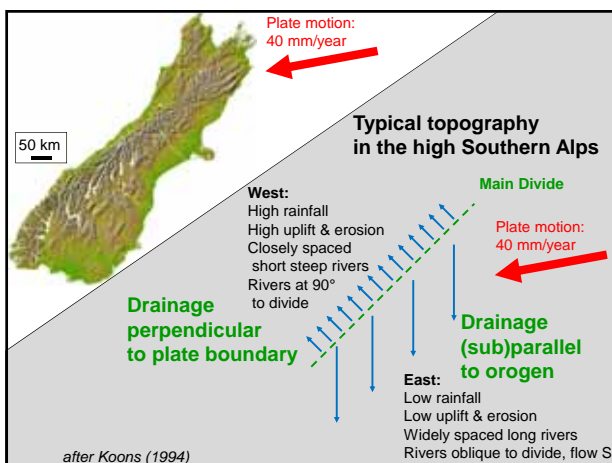 Plate motion:
40 mm/year
50 km
Typical topography
in the high Southern Alps
Main Divide
West:
High rainfall
High uplift & erosion
Closely spaced
short steep rivers
Rivers at 90°
to divide
Plate motion:
40 mm/year
Drainage
perpendicular
to plate boundary
Drainage
(sub)parallel
to orogen
East:
Low rainfall
Low uplift & erosion
Widely spaced long rivers
Rivers oblique to divide, flow S
after Koons (1994)